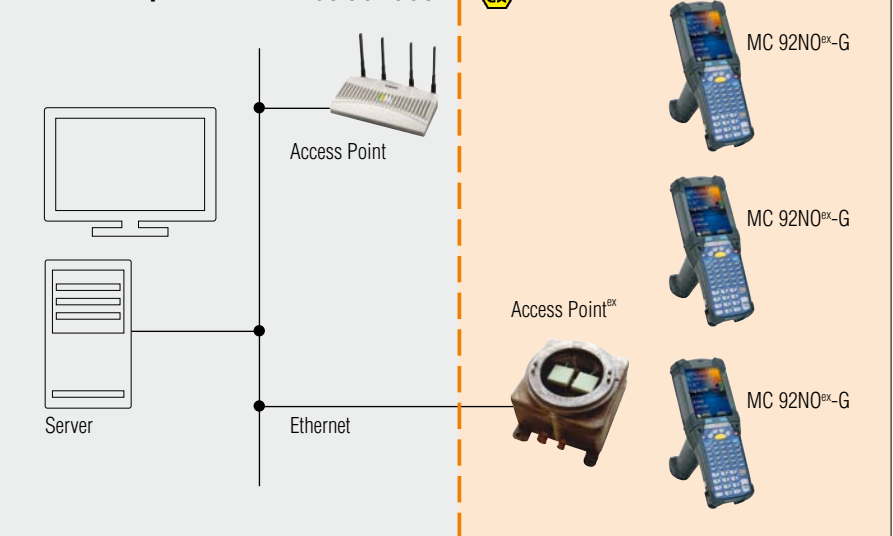 MC 92NOᵉˣ-G
Access Point
MC 92NOᵉˣ-G
Access Pointᵉˣ
MC 92NOᵉˣ-G
Server
Ethernet